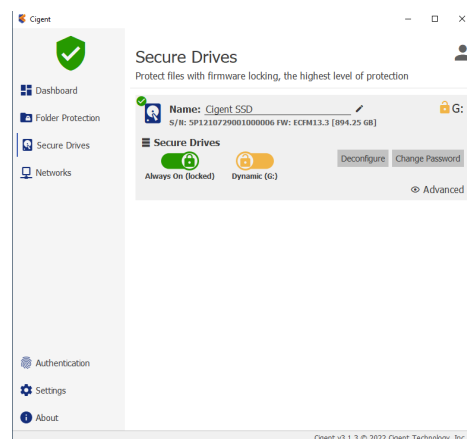 Cigent
Secure Drives
Protect files with firmware locking, the highest level of protection
Dashboard
Folder Protection
Secure Drives
Networks
Name: Cigent SSD
G:
S/N: 5P1210729001000006 FW: ECFM13.3 [894.25 GB]
Secure Drives
Deconfigure
Change Password
Always On (locked)
Dynamic (G:)
Advanced
Authentication
Settings
About
Cigent v3.1.3 © 2022 Cigent Technology, Inc.